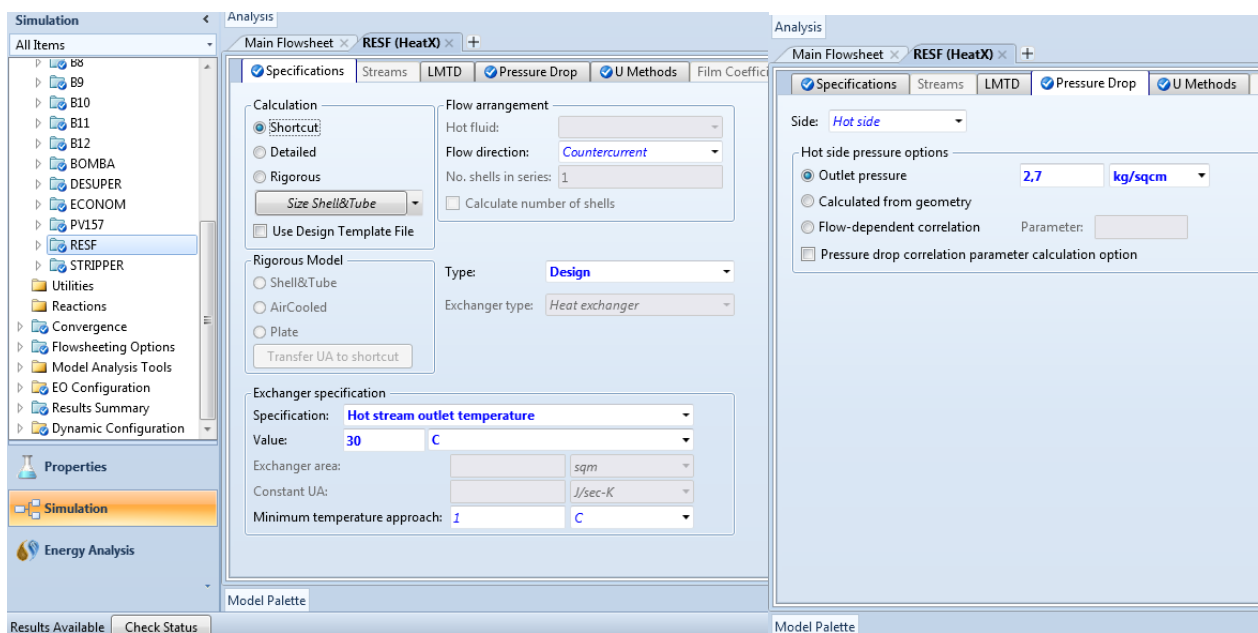 Simulation
All Items
B8
B9
B10
B11
B12
BOMBA
DESUPER
ECONOM
PV157
RESF
STRIPPER
Utilities
Reactions
Convergence
Flowsheeting Options
Model Analysis Tools
EO Configuration
Results Summary
Dynamic Configuration
Properties
Simulation
Energy Analysis
Results Available Check Status
Analysis
Main Flowsheet RESF (HeatX) +
Specifications Streams LMTD Pressure Drop U Methods Film Coeffici
Calculation
Shortcut
Detailed
Rigorous
Size Shell&Tube
Use Design Template File
Flow arrangement
Hot fluid:
Flow direction: Countercurrent
No. shells in series: 1
Calculate number of shells
Rigorous Model
Shell&Tube
AirCooled
Plate
Transfer UA to shortcut
Type: Design
Exchanger type: Heat exchanger
Exchanger specification
Specification: Hot stream outlet temperature
Value: 30 C
Exchanger area: sqm
Constant UA: J/sec-K
Minimum temperature approach: 1 C
Model Palette
Analysis
Main Flowsheet RESF (HeatX) +
Specifications Streams LMTD Pressure Drop U Methods
Side: Hot side
Hot side pressure options
Outlet pressure 2,7 kg/sqcm
Calculated from geometry
Flow-dependent correlation Parameter:
Pressure drop correlation parameter calculation option
Model Palette